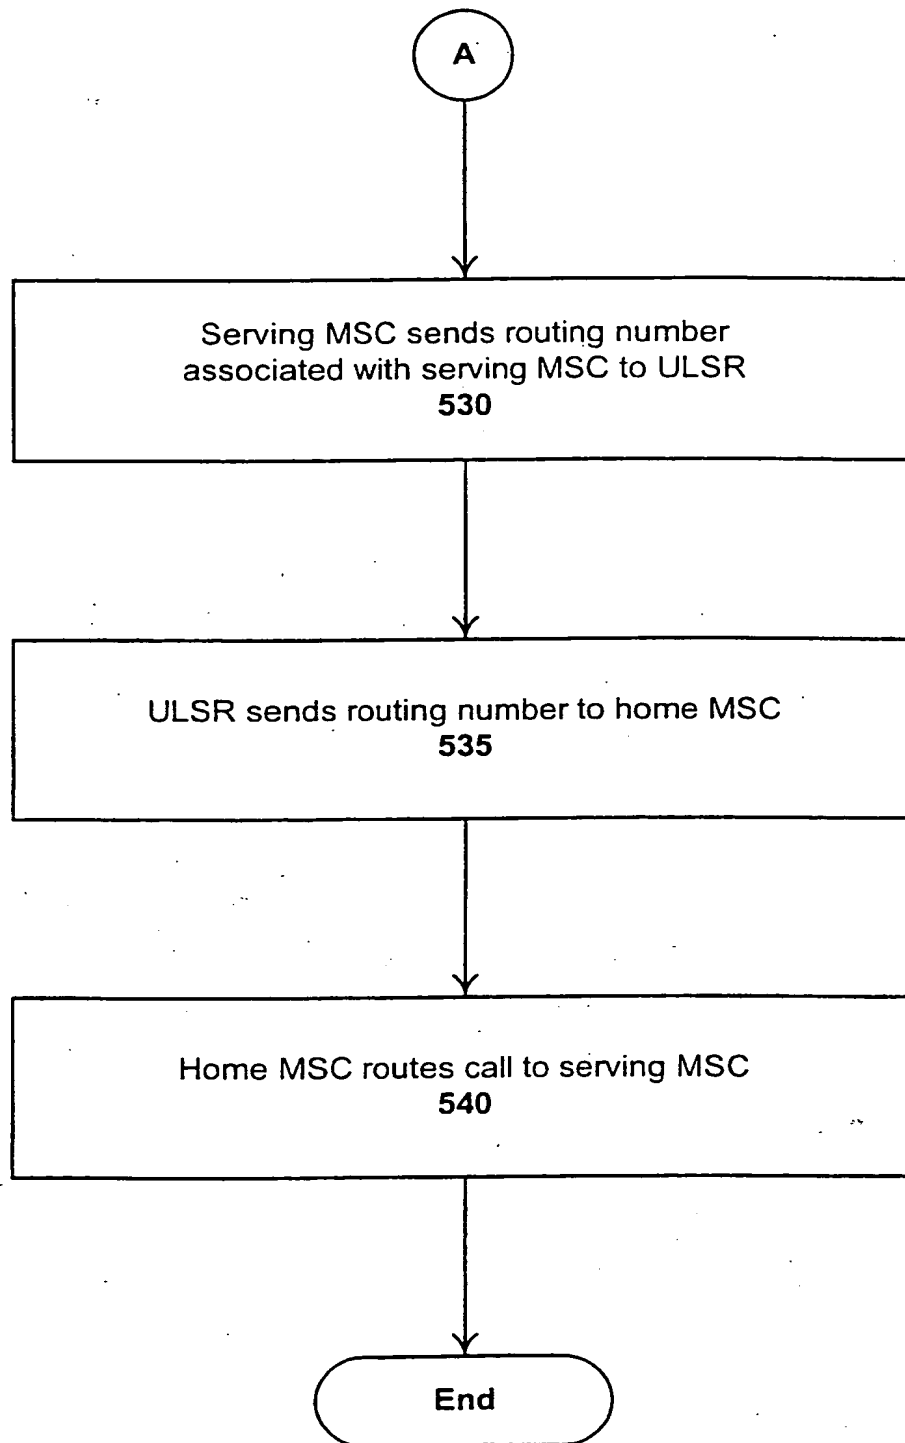 A
Serving MSC sends routing number
associated with serving MSC to ULSR
530
ULSR sends routing number to home MSC
535
Home MSC routes call to serving MSC
540
End